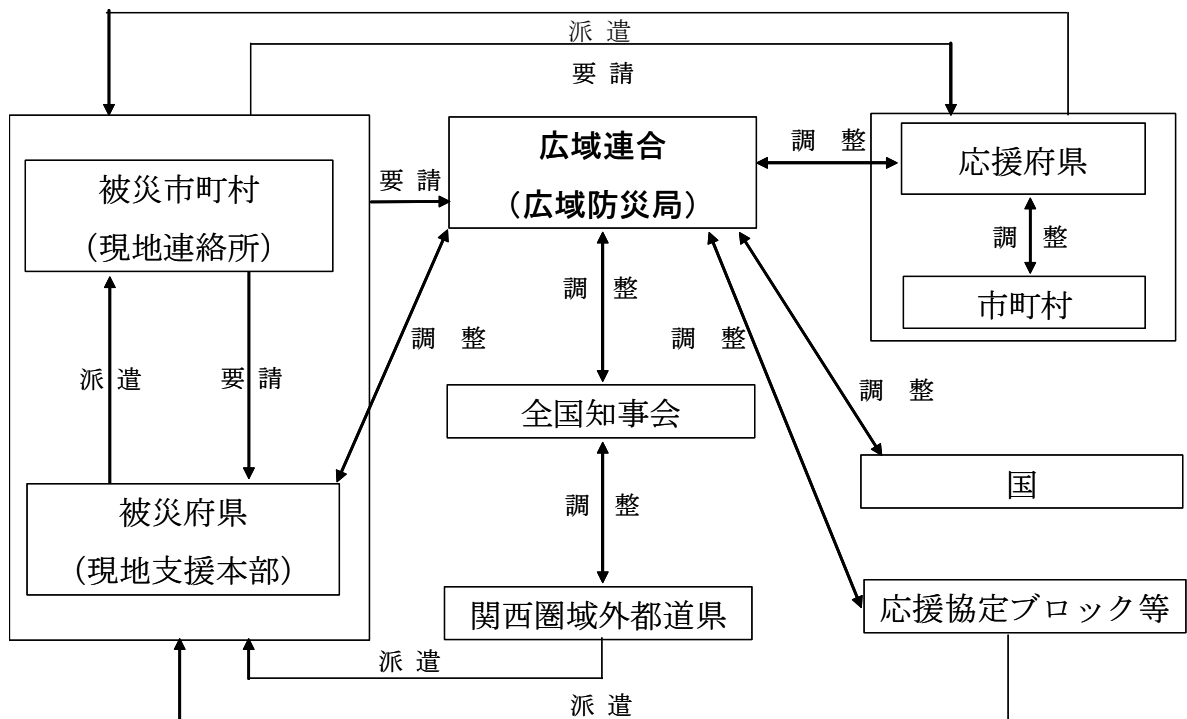 派遣
要請
広域連合
（広域防災局）
調整
応援府県
調整
市町村
被災市町村
（現地連絡所）
要請
派遣
要請
被災府県
（現地支援本部）
調整
調整
調整
調整
全国知事会
国
調整
関西圏域外都道県
応援協定ブロック等
派遣
派遣